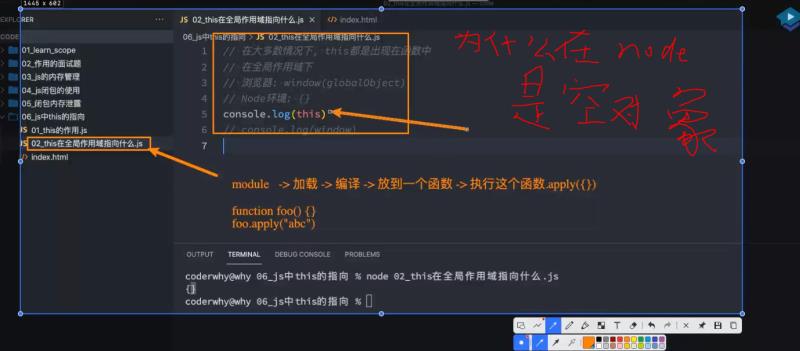 1445 x 602
EXPLORER
JS 02_this在全局作用域指向什么.js ×
index.html
CODE
06_js中this的指向 > JS 02_this在全局作用域指向什么.js
01_learn_scope
02_作用的面试题
03_js的内存管理
04_js闭包的使用
05_闭包内存泄露
06_js中this的指向
JS 01_this的作用.js
JS 02_this在全局作用域指向什么.js
index.html
1 // 在大多数情况下, this都是出现在函数中
2 // 在全局作用域下
3 // 浏览器: window(globalObject)
4 // Node环境: {}
5 console.log(this)
6 // console.log(window)
7
为什么在 node
是空对象
module -> 加载 -> 编译 -> 放到一个函数 -> 执行这个函数.apply({})
function foo() {}
foo.apply("abc")
OUTPUT TERMINAL DEBUG CONSOLE PROBLEMS
coderwhy@why 06_js中this的指向 % node 02_this在全局作用域指向什么.js
{}
coderwhy@why 06_js中this的指向 %